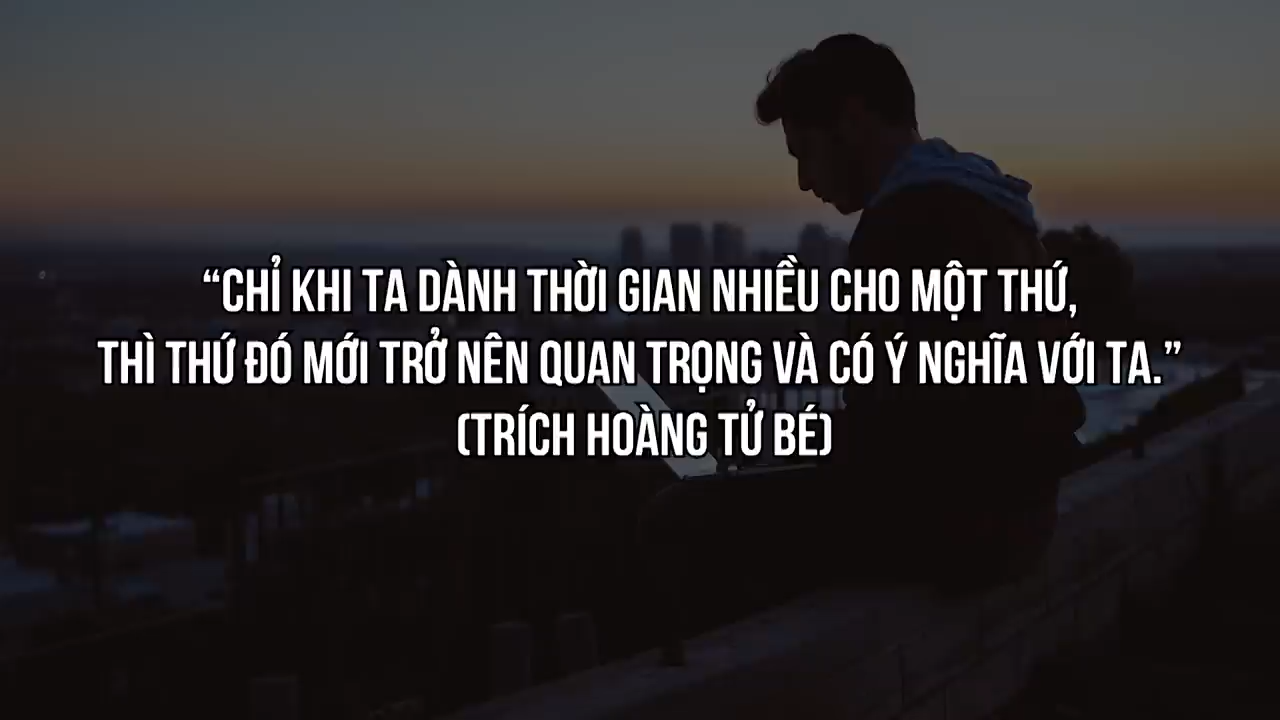 “CHỈ KHI TA DÀNH THỜI GIAN NHIỀU CHO MỘT THỨ,
THÌ THỨ ĐÓ MỚI TRỞ NÊN QUAN TRỌNG VÀ CÓ Ý NGHĨA VỚI TA.”
(TRÍCH HOÀNG TỬ BÉ)